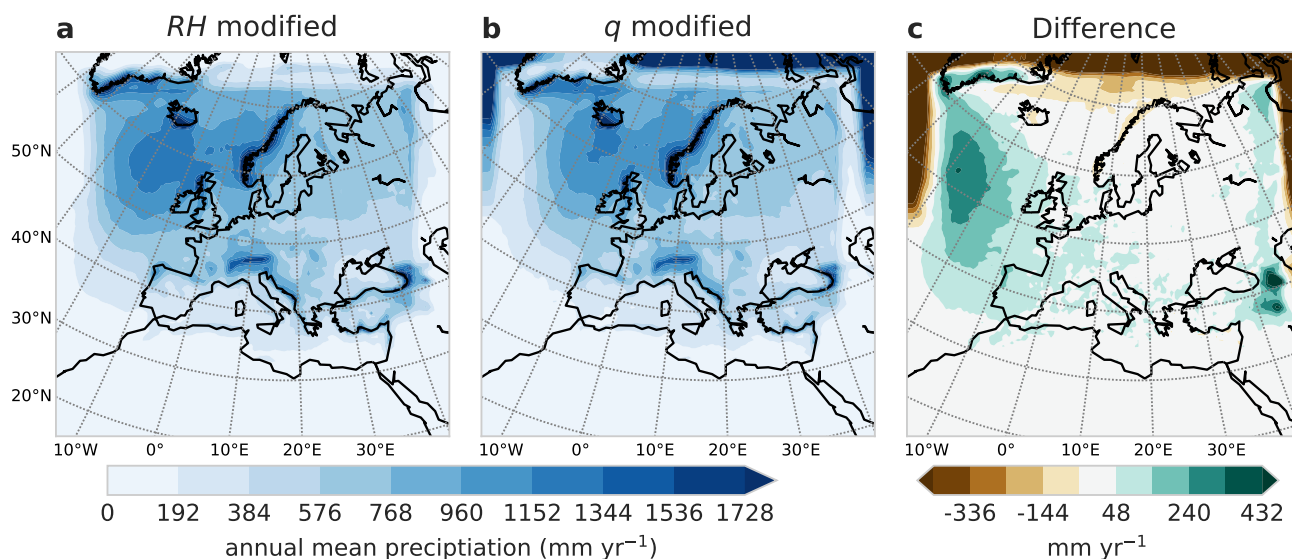 a RH modified
b q modified
c Difference
50°N
40°N
30°N
20°N
10°W 0° 10°E 20°E 30°E
10°W 0° 10°E 20°E 30°E
10°W 0° 10°E 20°E 30°E
0 192 384 576 768 960 1152 1344 1536 1728
annual mean preciptiation (mm yr⁻¹)
-336 -144 48 240 432
mm yr⁻¹